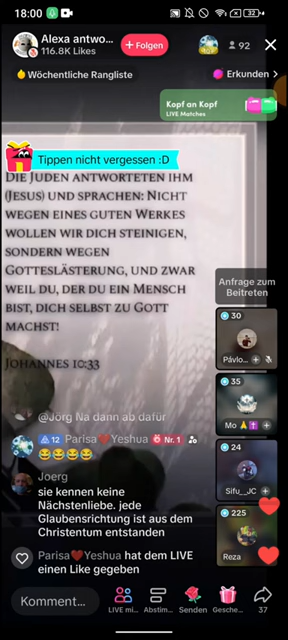 18:00
32
Alexa antwo...
116.8K Likes
+ Folgen
92
Wöchentliche Rangliste
Erkunden >
Kopf an Kopf
LIVE Matches
Tippen nicht vergessen :D
Die Juden antworteten ihm
(Jesus) und sprachen: Nicht
wegen eines guten Werkes
wollen wir dich steinigen,
sondern wegen
Gotteslästerung, und zwar
weil du, der du ein Mensch
bist, dich selbst zu Gott
machst!
Johannes 10:33
Anfrage zum
Beitreten
30
Pávlo...
35
Mo
24
Sifu_JC
225
Reza
@Jörg Na dann ab dafür
12 Parisa❤️Yeshua Nr. 1
😂😂😂😂
Joerg
sie kennen keine
Nächstenliebe. jede
Glaubensrichtung ist aus dem
Christentum entstanden
Parisa❤️Yeshua hat dem LIVE
einen Like gegeben
Komment...
LIVE mi...
Abstim...
Senden
Gesche...
37